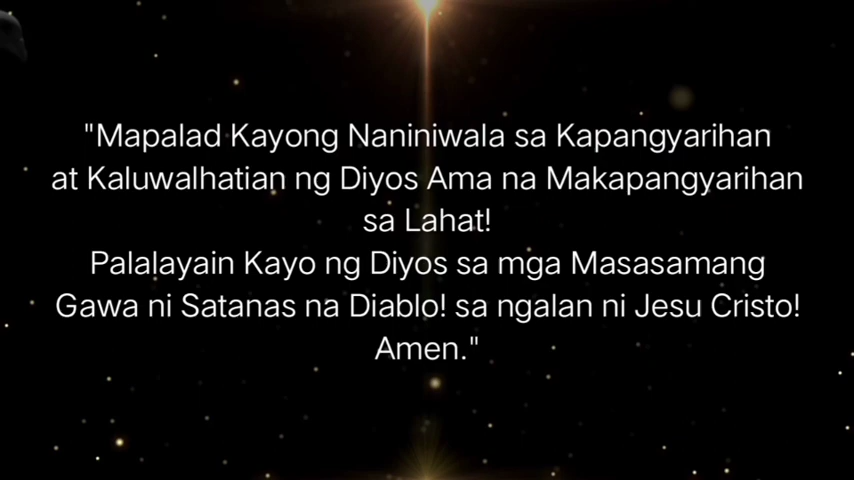 "Mapalad Kayong Naniniwala sa Kapangyarihan
at Kaluwalhatian ng Diyos Ama na Makapangyarihan
sa Lahat!
Palalayain Kayo ng Diyos sa mga Masasamang
Gawa ni Satanas na Diablo! sa ngalan ni Jesu Cristo!
Amen."